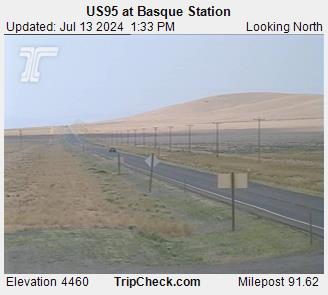 US95 at Basque Station
Updated: Jul 13 2024 1:33 PM Looking North
Elevation 4460 TripCheck.com Milepost 91.62